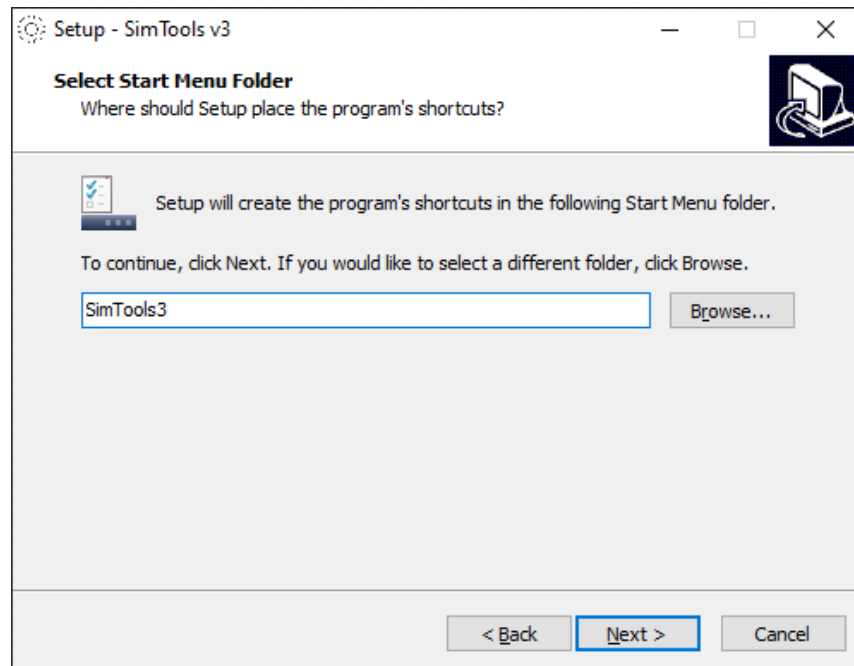 Setup - SimTools v3
Select Start Menu Folder
Where should Setup place the program's shortcuts?
Setup will create the program's shortcuts in the following Start Menu folder.
To continue, click Next. If you would like to select a different folder, click Browse.
SimTools3
Browse...
< Back
Next >
Cancel